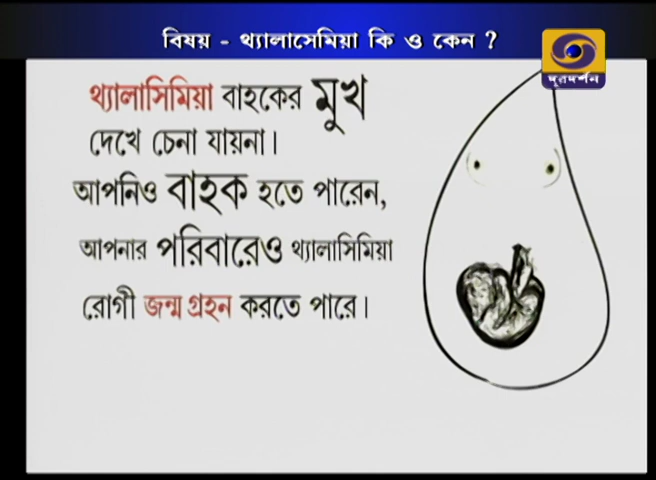 বিষয় - থ্যালাসেমিয়া কি ও কেন ?
দূরদর্শন
থ্যালাসিমিয়া বাহকের মুখ
দেখে চেনা যায়না।
আপনিও বাহক হতে পারেন,
আপনার পরিবারেও থ্যালাসিমিয়া
রোগী জন্ম গ্রহন করতে পারে।